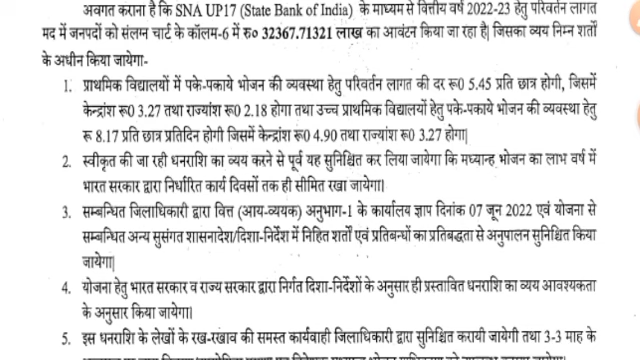 अवगत कराना है कि SNA UP17 (State Bank of India) के माध्यम से वित्तीय वर्ष 2022-23 हेतु परिवर्तन लागत
मद में जनपदों को संलग्न चार्ट के कॉलम-6 में रु० 32367.71321 लाख का आवंटन किया जा रहा है| जिसका व्यय निम्न शर्तो
के अधीन किया जायेगा-
1. प्राथमिक विद्यालयों में पके-पकाये भोजन की व्यवस्था हेतु परिवर्तन लागत की दर रू0 5.45 प्रति छात्र होगी, जिसमें
केन्द्रांश रू0 3.27 तथा राज्यांश रू0 2.18 होगा तथा उच्च प्राथमिक विद्यालयों हेतु पके-पकाये भोजन की व्यवस्था हेतु
रू 8.17 प्रति छात्र प्रतिदिन होगी जिसमें केन्द्रांश रू0 4.90 तथा राज्यांश रू0 3.27 होगा|
2. स्वीकृत की जा रही धनराशि का व्यय करने से पूर्व यह सुनिश्चित कर लिया जायेगा कि मध्यान्ह भोजन का लाभ वर्ष में
भारत सरकार द्वारा निर्धारित कार्य दिवसों तक ही सीमित रखा जायेगा|
3. सम्बन्धित जिलाधिकारी द्वारा वित्त (आय-व्ययक) अनुभाग-1 के कार्यालय ज्ञाप दिनांक 07 जून 2022 एवं योजना से
सम्बन्धित अन्य सुसंगत शासनादेश/दिशा-निर्देश में निहित शर्तों एवं प्रतिबन्धों का प्रतिबद्धता से अनुपालन सुनिश्चित किया
जायेगा|
4. योजना हेतु भारत सरकार व राज्य सरकार द्वारा निर्गत दिशा-निर्देशों के अनुसार ही प्रस्तावित धनराशि का व्यय आवश्यकता
के अनुसार किया जायेगा।
5. इस धनराशि के लेखों के रख-रखाव की समस्त कार्यवाही जिलाधिकारी द्वारा सुनिश्चित करायी जायेगी तथा 3-3 माह के